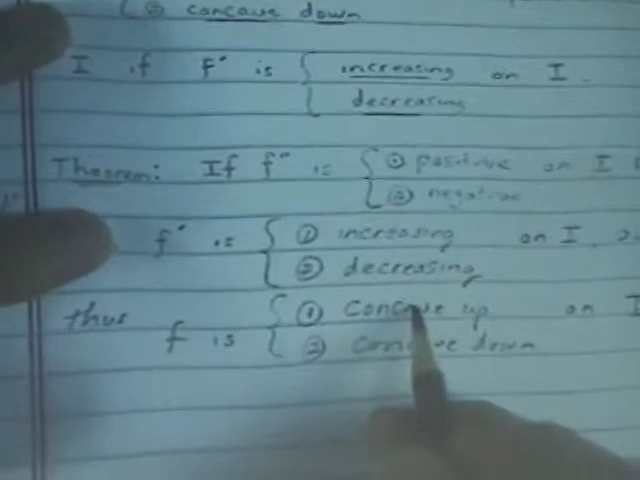 ② concave down
I if f' is { increasing on I.
decreasing
Theorem: If f" is { ① positive on I
② negative
f' is { ① increasing on I,
② decreasing
thus f is { ① concave up on I
② concave down